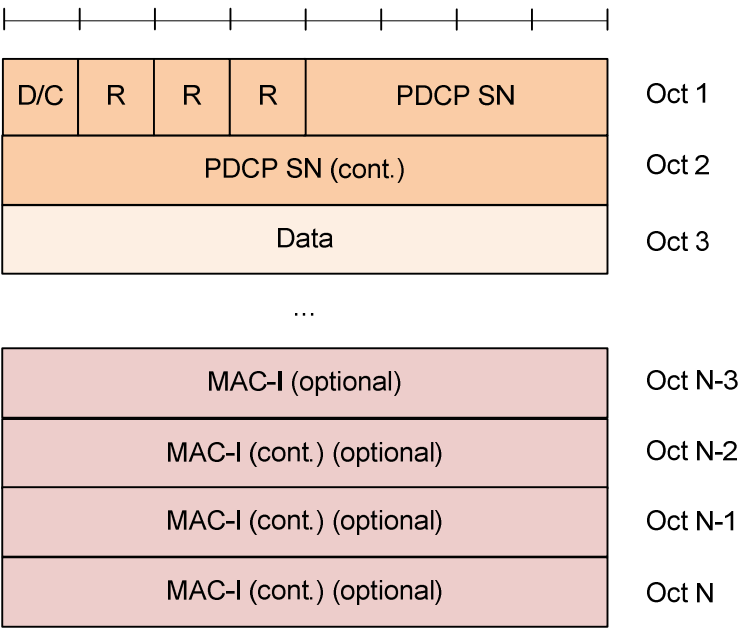 D/C R R R PDCP SN Oct 1
PDCP SN (cont.) Oct 2
Data Oct 3
...
MAC-I (optional) Oct N-3
MAC-I (cont.) (optional) Oct N-2
MAC-I (cont.) (optional) Oct N-1
MAC-I (cont.) (optional) Oct N